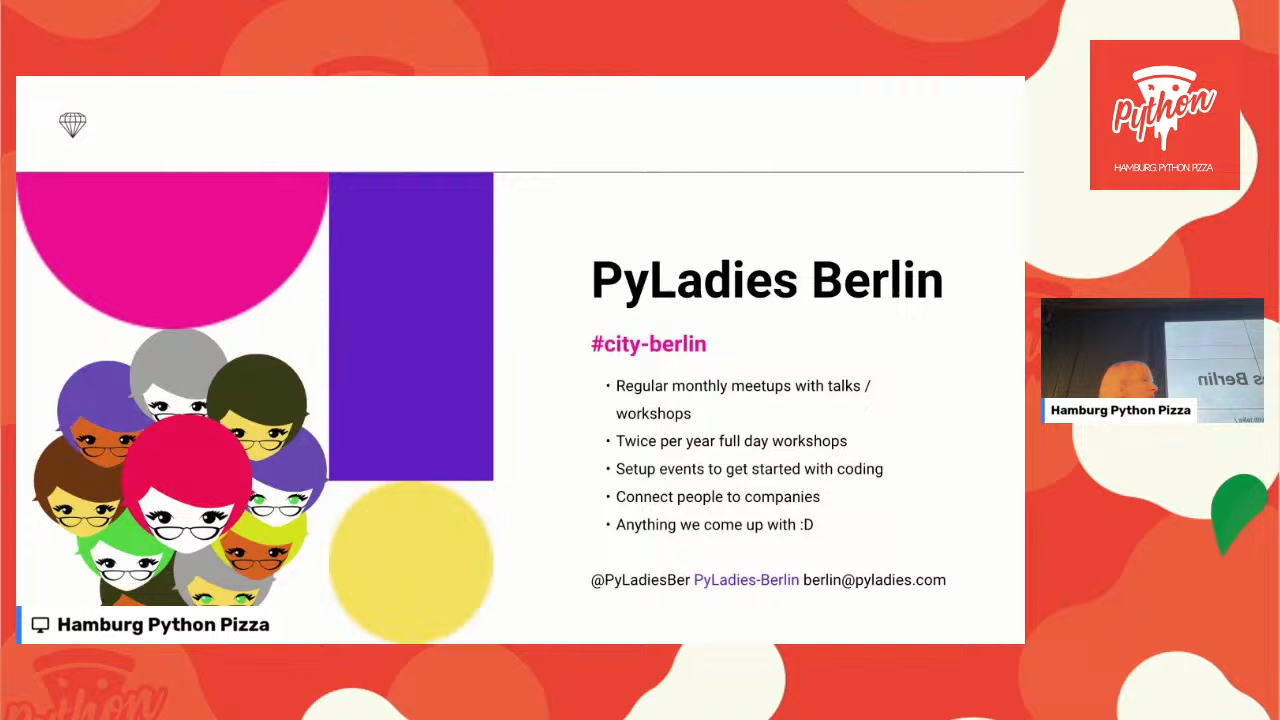 PyLadies Berlin
#city-berlin
• Regular monthly meetups with talks /
workshops
• Twice per year full day workshops
• Setup events to get started with coding
• Connect people to companies
• Anything we come up with :D
@PyLadiesBer PyLadies-Berlin berlin@pyladies.com
Hamburg Python Pizza
Python
HAMBURG.PYTHON.PIZZA
s Berlin
Hamburg Python Pizza
Python